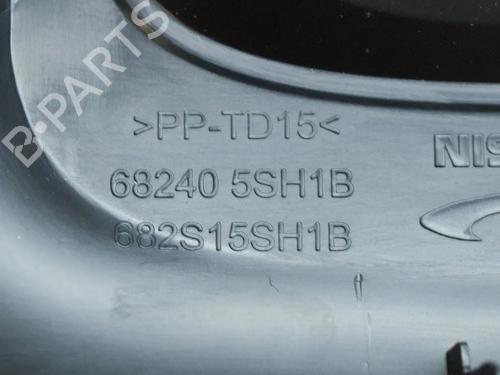 B-PARTS
>PP-TD15<
NIS
68240 5SH1B
682S15SH1B